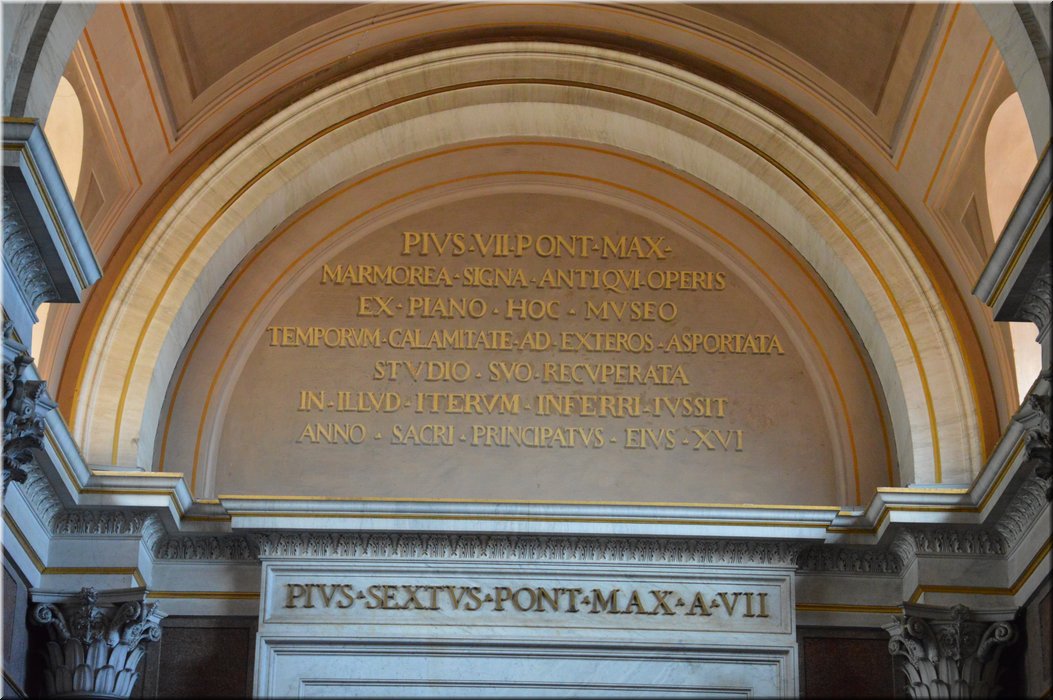 PIVS·VII·PONT·MAX·
MARMOREA·SIGNA·ANTIQVI·OPERIS
EX·PIANO·HOC·MVSEO
TEMPORVM·CALAMITATE·AD·EXTEROS·ASPORTATA
STVDIO·SVO·RECVPERATA
IN·ILLVD·ITERVM·INFERRI·IVSSIT
ANNO·SACRI·PRINCIPATVS·EIVS·XVI
PIVS·SEXTVS·PONT·MAX·A·VII